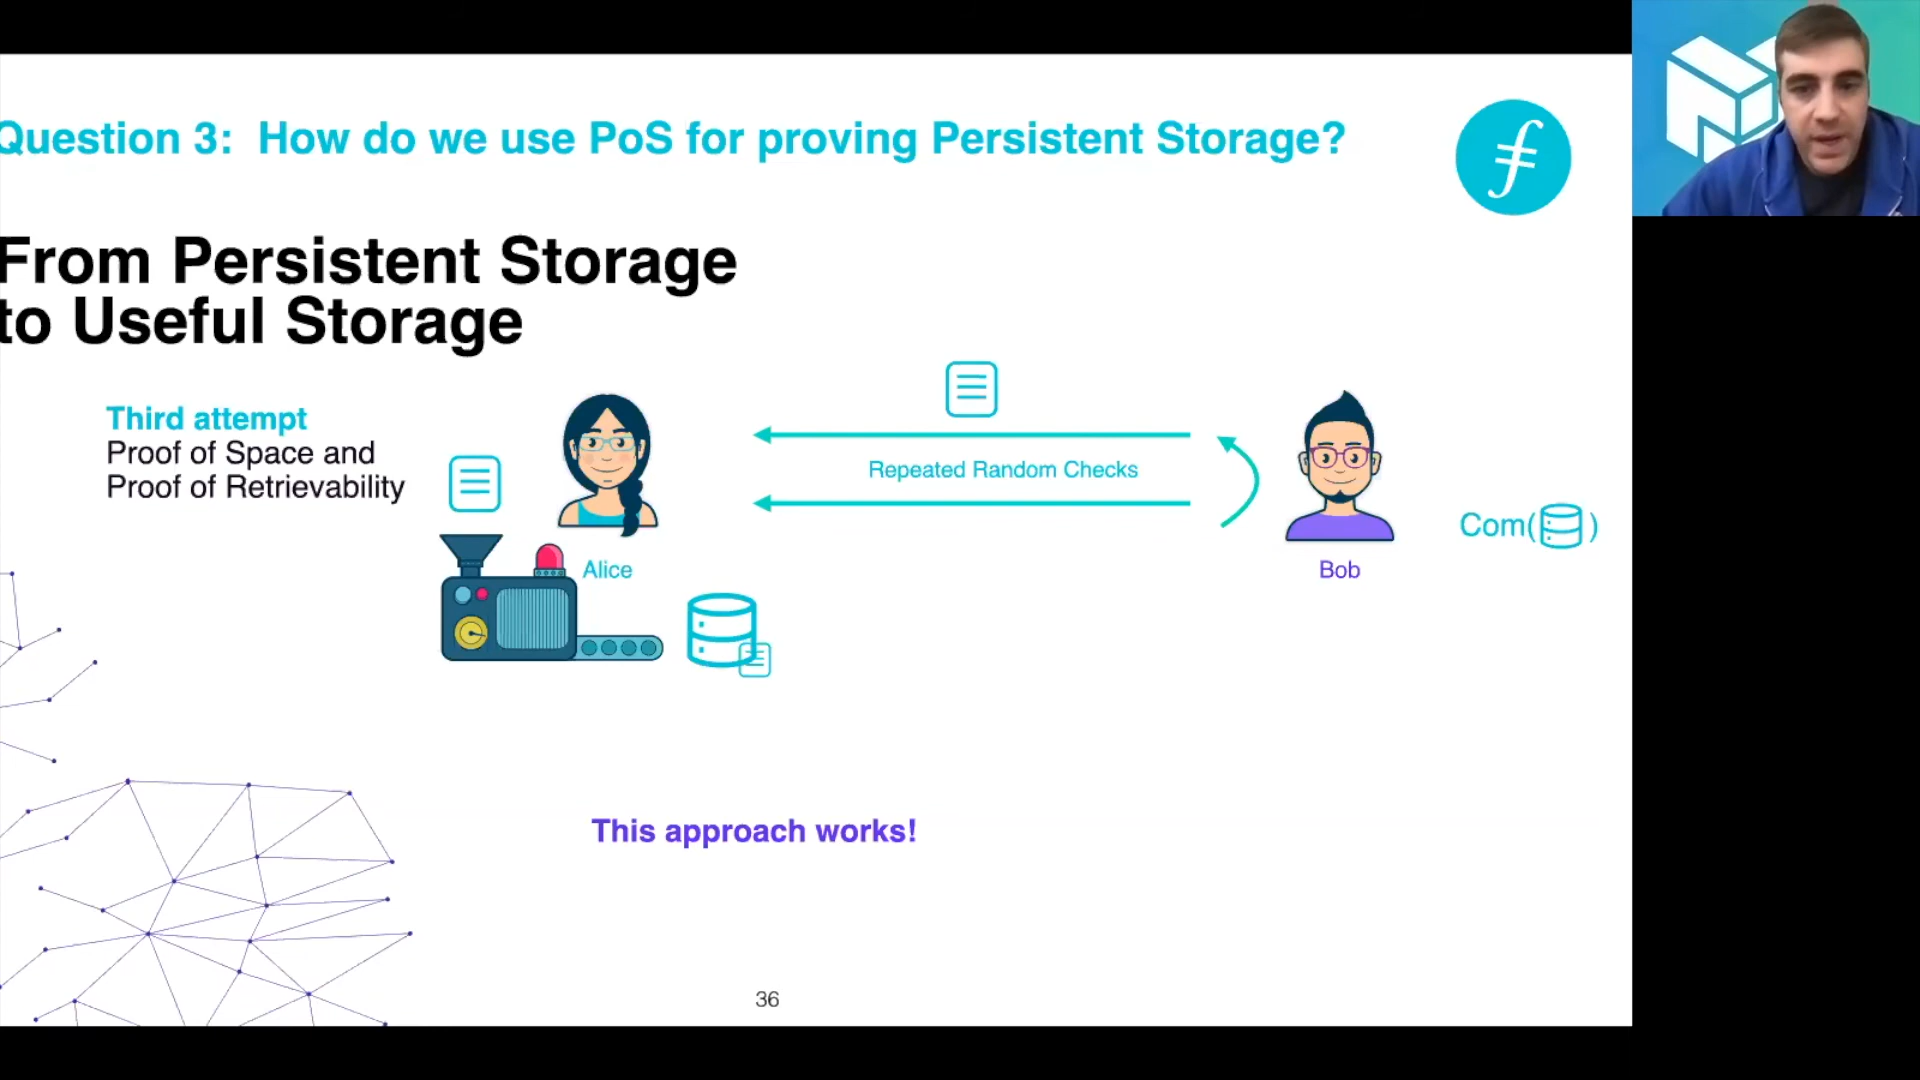 Question 3: How do we use PoS for proving Persistent Storage?
From Persistent Storage
to Useful Storage
Third attempt
Proof of Space and
Proof of Retrievability
Repeated Random Checks
Alice
Bob
Com( )
This approach works!
36